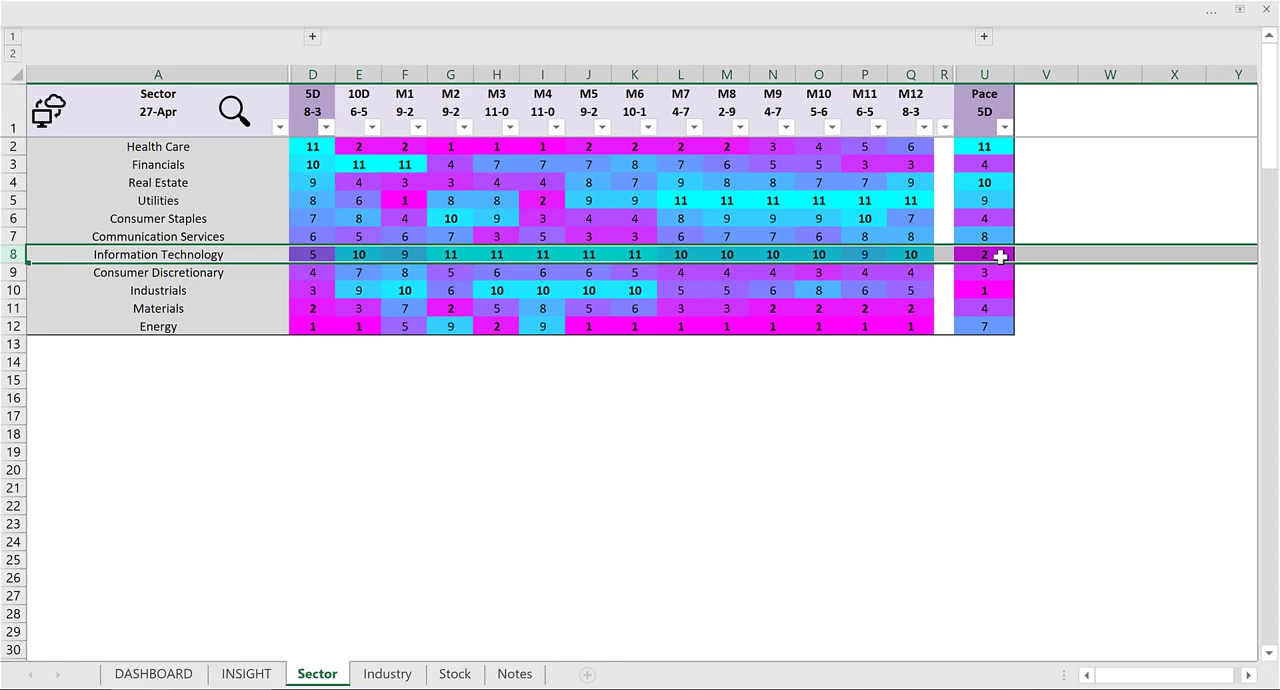 ...
1 + +
2
A D E F G H I J K L M N O P Q R U V W X Y
Sector 5D 10D M1 M2 M3 M4 M5 M6 M7 M8 M9 M10 M11 M12 Pace
27-Apr 8-3 6-5 9-2 9-2 11-0 11-0 9-2 10-1 4-7 2-9 4-7 5-6 6-5 8-3 5D
1
2 Health Care 11 2 2 1 1 1 2 2 2 2 3 4 5 6 11
3 Financials 10 11 11 4 7 7 7 8 7 6 5 5 3 3 4
4 Real Estate 9 4 3 3 4 4 8 7 9 8 8 7 7 9 10
5 Utilities 8 6 1 8 8 2 9 9 11 11 11 11 11 11 9
6 Consumer Staples 7 8 4 10 9 3 4 4 8 9 9 9 10 7 4
7 Communication Services 6 5 6 7 3 5 3 3 6 7 7 6 8 8 8
8 Information Technology 5 10 9 11 11 11 11 11 10 10 10 10 9 10 2
9 Consumer Discretionary 4 7 8 5 6 6 6 5 4 4 4 3 4 4 3
10 Industrials 3 9 10 6 10 10 10 10 5 5 6 8 6 5 1
11 Materials 2 3 7 2 5 8 5 6 3 3 2 2 2 2 4
12 Energy 1 1 5 9 2 9 1 1 1 1 1 1 1 1 7
13
14
15
16
17
18
19
20
21
22
23
24
25
26
27
28
29
30
DASHBOARD INSIGHT Sector Industry Stock Notes